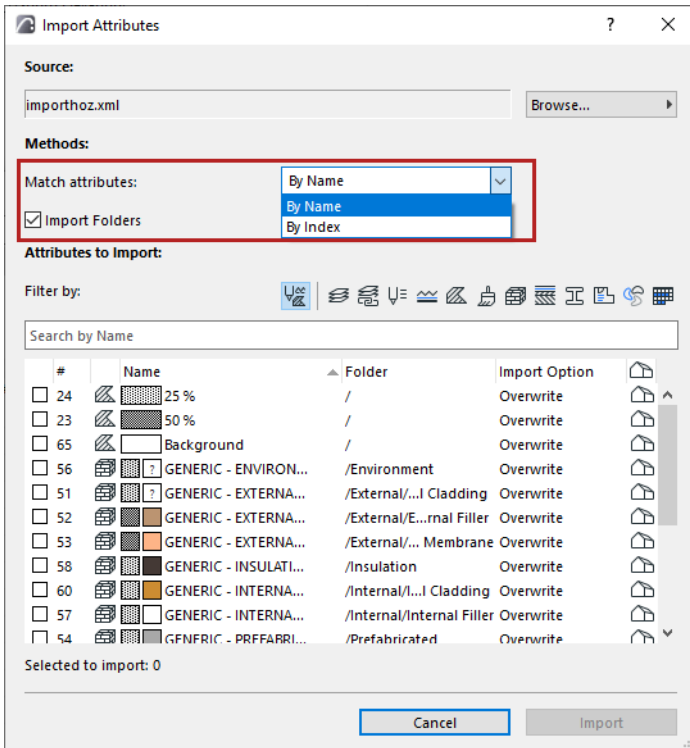 Import Attributes ? ×
Source:
importhoz.xml Browse...
Methods:
Match attributes: By Name
By Name
Import Folders
By Index
Attributes to Import:
Filter by:
Search by Name
# Name Folder Import Option
24 25 % / Overwrite
23 50 % / Overwrite
65 Background / Overwrite
56 ? GENERIC - ENVIRON... /Environment Overwrite
51 ? GENERIC - EXTERNA... /External/...l Cladding Overwrite
52 GENERIC - EXTERNA... /External/E...rnal Filler Overwrite
53 GENERIC - EXTERNA... /External/... Membrane Overwrite
58 GENERIC - INSULATI... /Insulation Overwrite
60 GENERIC - INTERNA... /Internal/I...l Cladding Overwrite
57 GENERIC - INTERNA... /Internal/Internal Filler Overwrite
54 GENERIC - PREFABRI... /Prefabricated Overwrite
Selected to import: 0
Cancel Import